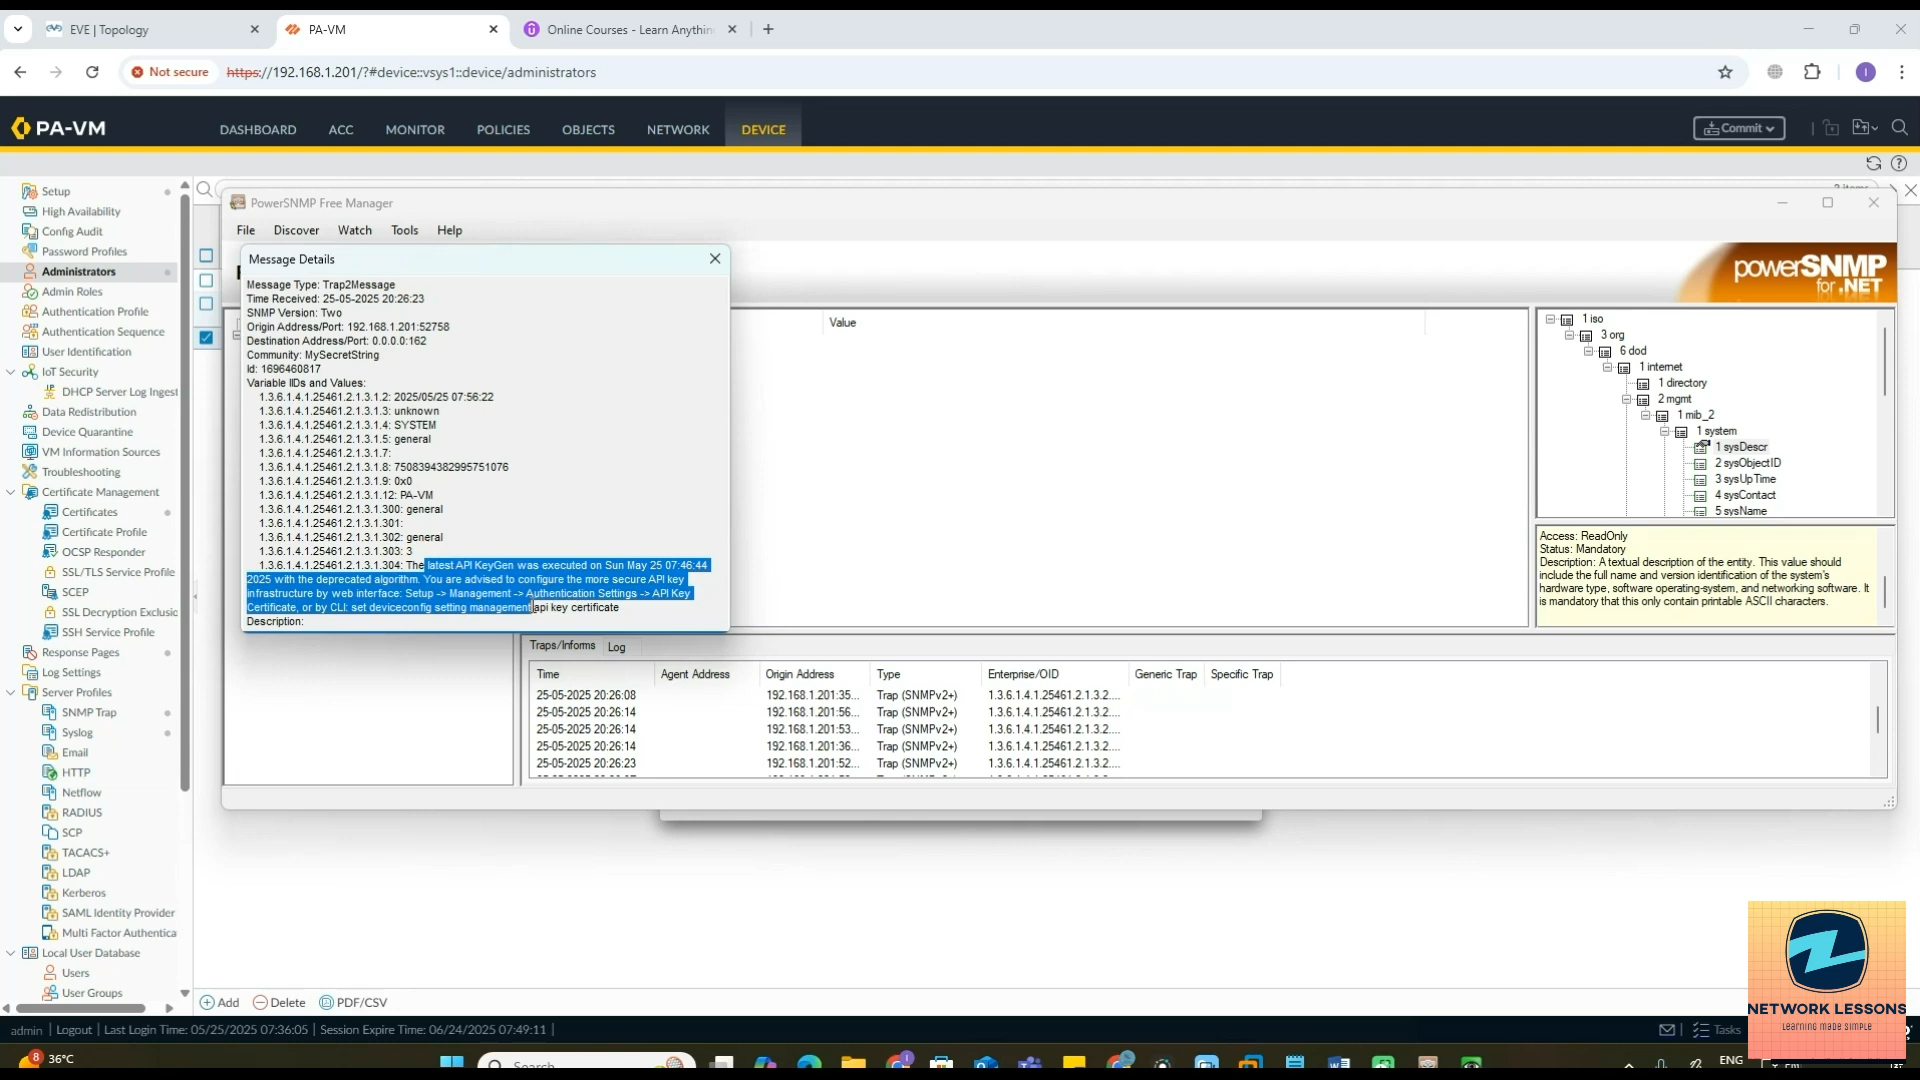 EVE | Topology
PA-VM
Online Courses - Learn Anythin
Not secure
https://192.168.1.201/?#device::vsys1::device/administrators
PA-VM
DASHBOARD
ACC
MONITOR
POLICIES
OBJECTS
NETWORK
DEVICE
Commit
Setup
High Availability
Config Audit
Password Profiles
Administrators
Admin Roles
Authentication Profile
Authentication Sequence
User Identification
IoT Security
DHCP Server Log Ingest
Data Redistribution
Device Quarantine
VM Information Sources
Troubleshooting
Certificate Management
Certificates
Certificate Profile
OCSP Responder
SSL/TLS Service Profile
SCEP
SSL Decryption Exclusio
SSH Service Profile
Response Pages
Log Settings
Server Profiles
SNMP Trap
Syslog
Email
HTTP
Netflow
RADIUS
SCP
TACACS+
LDAP
Kerberos
SAML Identity Provider
Multi Factor Authentica
Local User Database
Users
User Groups
PowerSNMP Free Manager
File
Discover
Watch
Tools
Help
powerSNMP
for .NET
Message Details
Message Type: Trap2Message
Time Received: 25-05-2025 20:26:23
SNMP Version: Two
Origin Address/Port: 192.168.1.201:52758
Destination Address/Port: 0.0.0.0:162
Community: MySecretString
Id: 1696460817
Variable IIDs and Values:
1.3.6.1.4.1.25461.2.1.3.1.2: 2025/05/25 07:56:22
1.3.6.1.4.1.25461.2.1.3.1.3: unknown
1.3.6.1.4.1.25461.2.1.3.1.4: SYSTEM
1.3.6.1.4.1.25461.2.1.3.1.5: general
1.3.6.1.4.1.25461.2.1.3.1.7:
1.3.6.1.4.1.25461.2.1.3.1.8: 7508394382995751076
1.3.6.1.4.1.25461.2.1.3.1.9: 0x0
1.3.6.1.4.1.25461.2.1.3.1.12: PA-VM
1.3.6.1.4.1.25461.2.1.3.1.300: general
1.3.6.1.4.1.25461.2.1.3.1.301:
1.3.6.1.4.1.25461.2.1.3.1.302: general
1.3.6.1.4.1.25461.2.1.3.1.303: 3
1.3.6.1.4.1.25461.2.1.3.1.304: The latest API KeyGen was executed on Sun May 25 07:46:44
2025 with the deprecated algorithm. You are advised to configure the more secure API key
infrastructure by web interface: Setup -> Management -> Authentication Settings -> API Key
Certificate, or by CLI: set deviceconfig setting management api key certificate
Description:
Value
1 iso
3 org
6 dod
1 internet
1 directory
2 mgmt
1 mib_2
1 system
1 sysDescr
2 sysObjectID
3 sysUpTime
4 sysContact
5 sysName
Access: ReadOnly
Status: Mandatory
Description: A textual description of the entity. This value should
include the full name and version identification of the system's
hardware type, software operating-system, and networking software. It
is mandatory that this only contain printable ASCII characters.
Traps/Informs
Log
Time
Agent Address
Origin Address
Type
Enterprise/OID
Generic Trap
Specific Trap
25-05-2025 20:26:08 192.168.1.201:35... Trap (SNMPv2+) 1.3.6.1.4.1.25461.2.1.3.2....
25-05-2025 20:26:14 192.168.1.201:56... Trap (SNMPv2+) 1.3.6.1.4.1.25461.2.1.3.2....
25-05-2025 20:26:14 192.168.1.201:53... Trap (SNMPv2+) 1.3.6.1.4.1.25461.2.1.3.2....
25-05-2025 20:26:14 192.168.1.201:36... Trap (SNMPv2+) 1.3.6.1.4.1.25461.2.1.3.2....
25-05-2025 20:26:23 192.168.1.201:52... Trap (SNMPv2+) 1.3.6.1.4.1.25461.2.1.3.2....
Add
Delete
PDF/CSV
admin | Logout | Last Login Time: 05/25/2025 07:36:05 | Session Expire Time: 06/24/2025 07:49:11 |
Tasks
NETWORK LESSONS
Learning made simple
8
36°C
Search
ENG